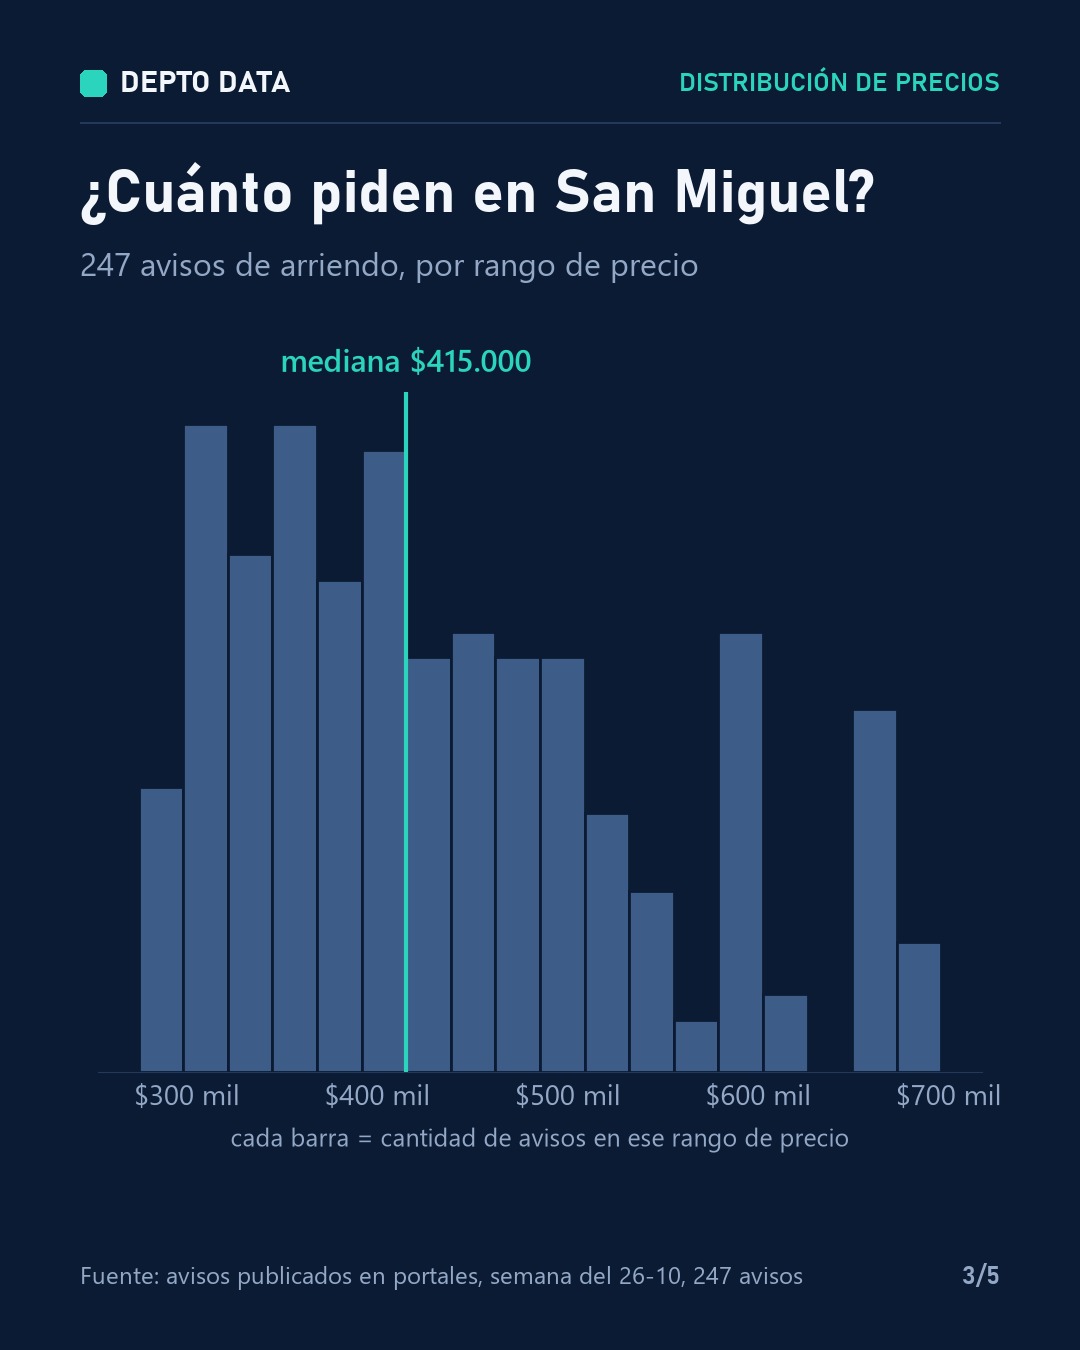 DEPTO DATA
DISTRIBUCIÓN DE PRECIOS
¿Cuánto piden en San Miguel?
247 avisos de arriendo, por rango de precio
mediana $415.000
$300 mil $400 mil $500 mil $600 mil $700 mil
cada barra = cantidad de avisos en ese rango de precio
Fuente: avisos publicados en portales, semana del 26-10, 247 avisos
3/5